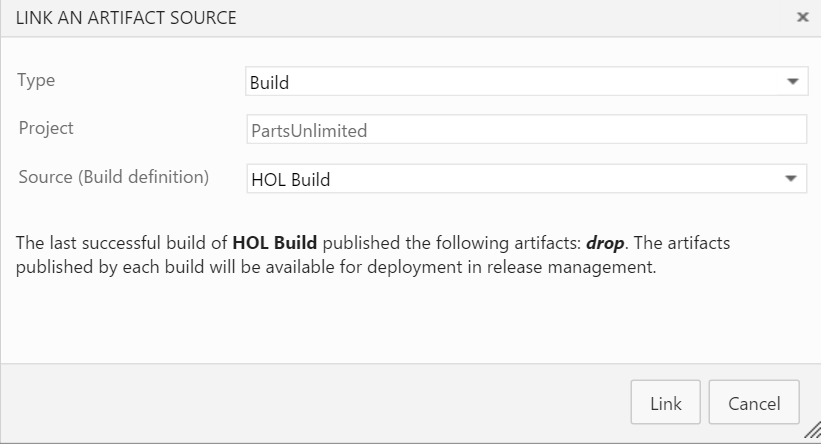 LINK AN ARTIFACT SOURCE
Type
Build
Project
PartsUnlimited
Source (Build definition)
HOL Build
The last successful build of HOL Build published the following artifacts: drop. The artifacts
published by each build will be available for deployment in release management.
Link
Cancel